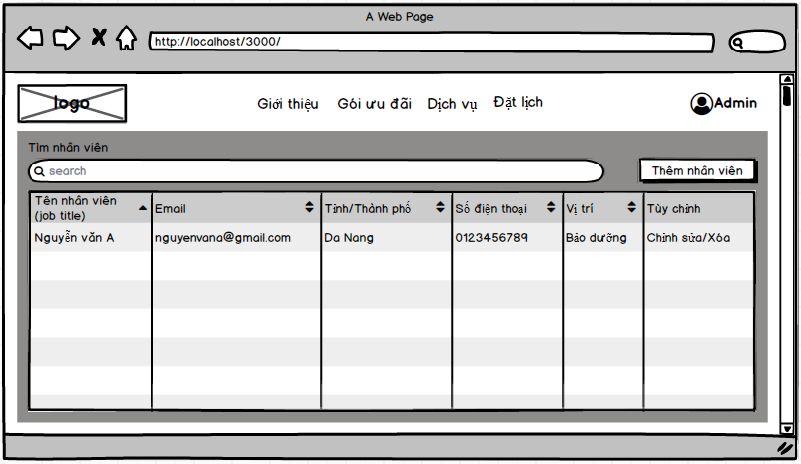 A Web Page
http://localhost/3000/
logo
Giới thiệu Gói ưu đãi Dịch vụ Đặt lịch
Admin
Tìm nhân viên
search
Thêm nhân viên
Tên nhân viên
(job title)
Email
Tỉnh/Thành phố
Số điện thoại
Vị trí
Tùy chỉnh
Nguyễn văn A
nguyenvana@gmail.com
Da Nang
0123456789
Bảo dưỡng
Chỉnh sửa/Xóa